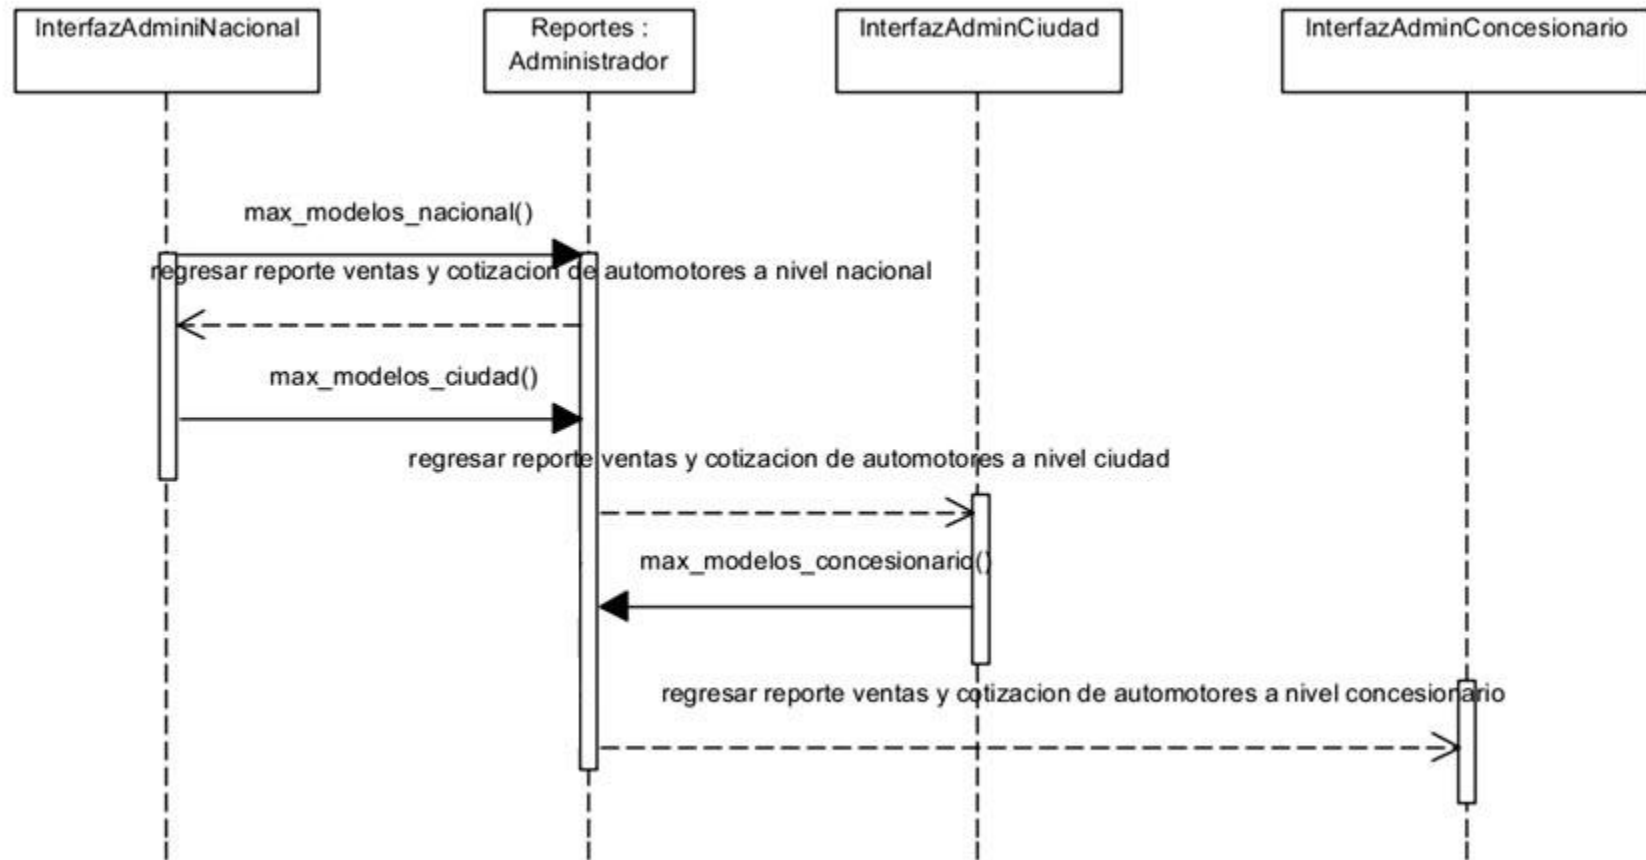 InterfazAdminiNacional
Reportes :
Administrador
InterfazAdminCiudad
InterfazAdminConcesionario
max_modelos_nacional()
regresar reporte ventas y cotizacion de automotores a nivel nacional
max_modelos_ciudad()
regresar reporte ventas y cotizacion de automotores a nivel ciudad
max_modelos_concesionario()
regresar reporte ventas y cotizacion de automotores a nivel concesionario